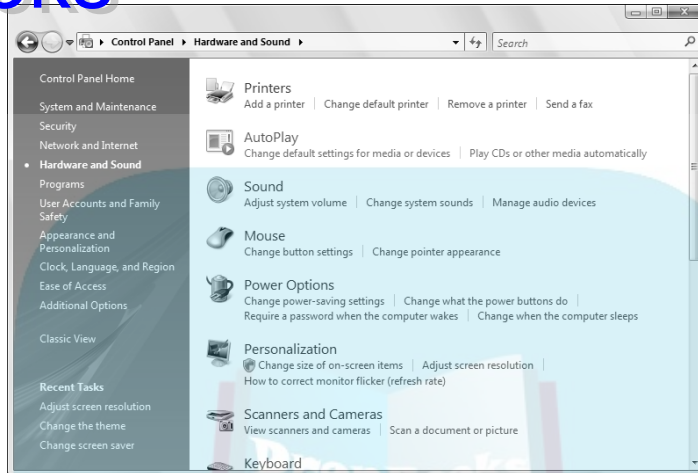 Control Panel Hardware and Sound Search
Control Panel Home
System and Maintenance
Security
Network and Internet
Hardware and Sound
Programs
User Accounts and Family
Safety
Appearance and
Personalization
Clock, Language, and Region
Ease of Access
Additional Options
Classic View
Recent Tasks
Adjust screen resolution
Change the theme
Change screen saver
Printers
Add a printer Change default printer Remove a printer Send a fax
AutoPlay
Change default settings for media or devices Play CDs or other media automatically
Sound
Adjust system volume Change system sounds Manage audio devices
Mouse
Change button settings Change pointer appearance
Power Options
Change power-saving settings Change what the power buttons do
Require a password when the computer wakes Change when the computer sleeps
Personalization
Change size of on-screen items Adjust screen resolution
How to correct monitor flicker (refresh rate)
Scanners and Cameras
View scanners and cameras Scan a document or picture
Keyboard